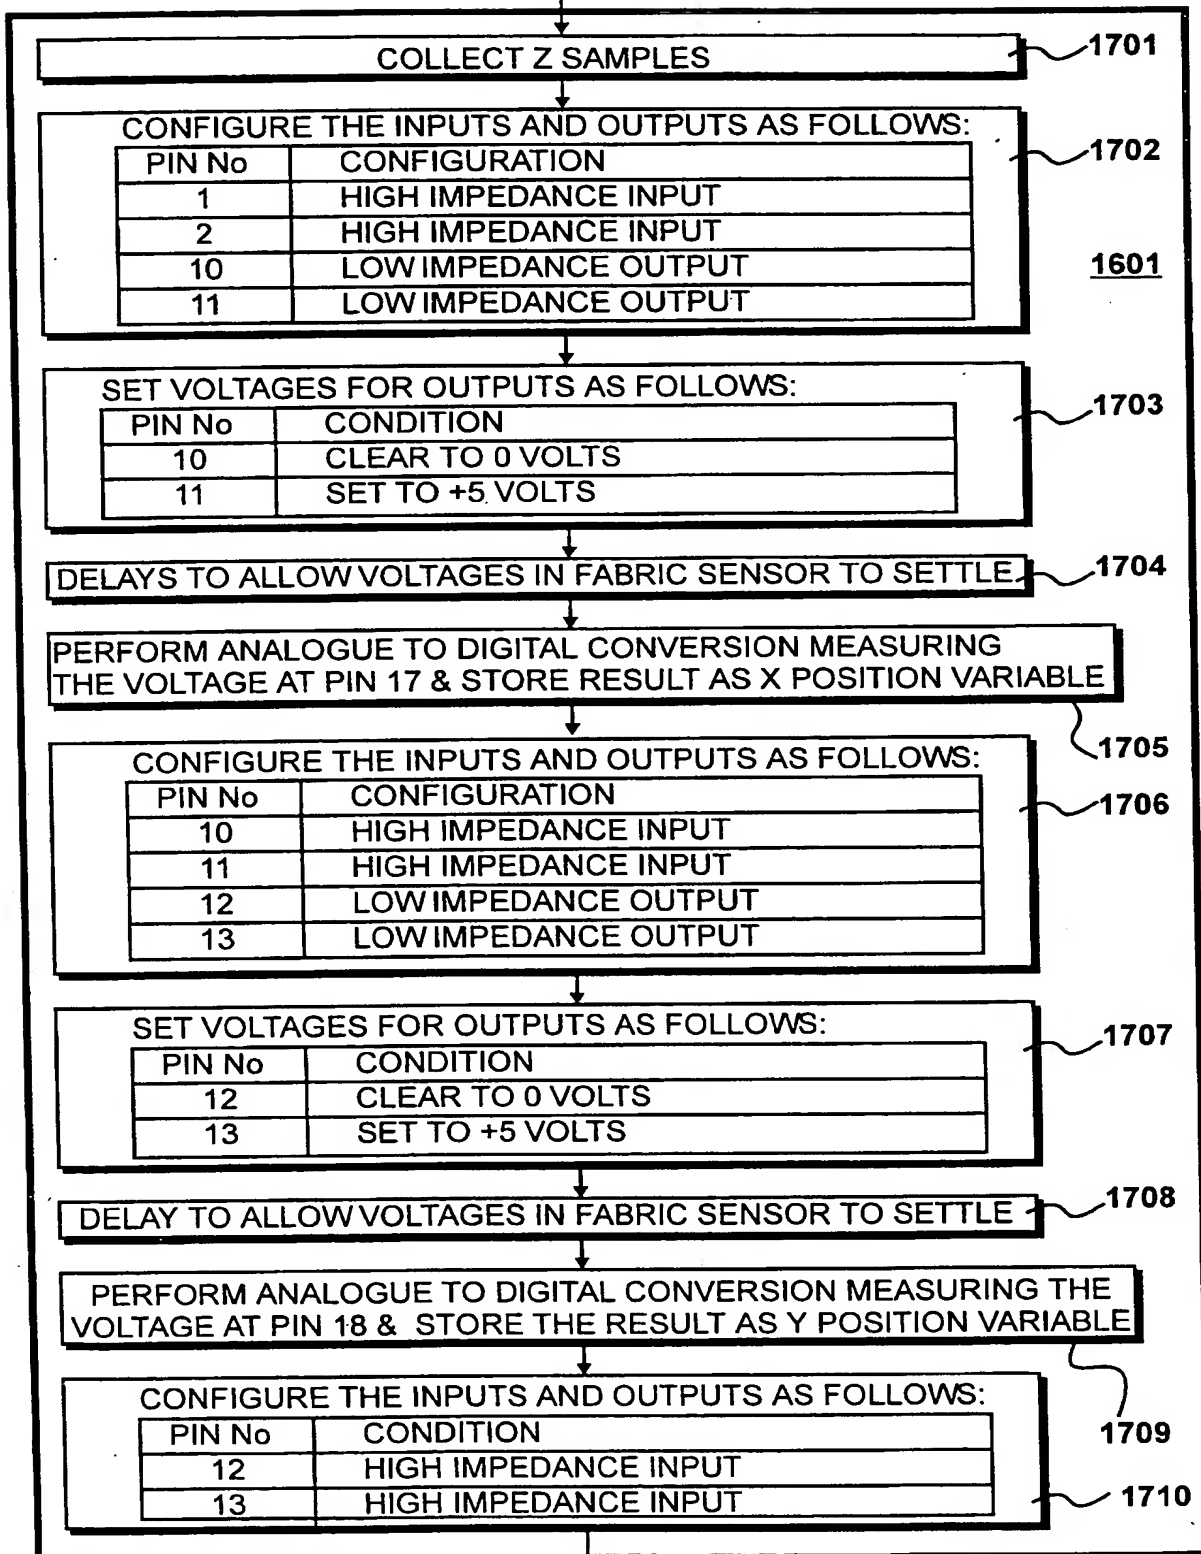 COLLECT Z SAMPLES
1701
CONFIGURE THE INPUTS AND OUTPUTS AS FOLLOWS:
1702
PIN No CONFIGURATION
1 HIGH IMPEDANCE INPUT
2 HIGH IMPEDANCE INPUT
10 LOW IMPEDANCE OUTPUT
1601
11 LOW IMPEDANCE OUTPUT
SET VOLTAGES FOR OUTPUTS AS FOLLOWS:
1703
PIN No CONDITION
10 CLEAR TO 0 VOLTS
11 SET TO +5 VOLTS
DELAYS TO ALLOW VOLTAGES IN FABRIC SENSOR TO SETTLE
1704
PERFORM ANALOGUE TO DIGITAL CONVERSION MEASURING
THE VOLTAGE AT PIN 17 & STORE RESULT AS X POSITION VARIABLE
1705
CONFIGURE THE INPUTS AND OUTPUTS AS FOLLOWS:
1706
PIN No CONFIGURATION
10 HIGH IMPEDANCE INPUT
11 HIGH IMPEDANCE INPUT
12 LOW IMPEDANCE OUTPUT
13 LOW IMPEDANCE OUTPUT
SET VOLTAGES FOR OUTPUTS AS FOLLOWS:
1707
PIN No CONDITION
12 CLEAR TO 0 VOLTS
13 SET TO +5 VOLTS
DELAY TO ALLOW VOLTAGES IN FABRIC SENSOR TO SETTLE
1708
PERFORM ANALOGUE TO DIGITAL CONVERSION MEASURING THE
VOLTAGE AT PIN 18 & STORE THE RESULT AS Y POSITION VARIABLE
1709
CONFIGURE THE INPUTS AND OUTPUTS AS FOLLOWS:
PIN No CONDITION
12 HIGH IMPEDANCE INPUT
13 HIGH IMPEDANCE INPUT
1710